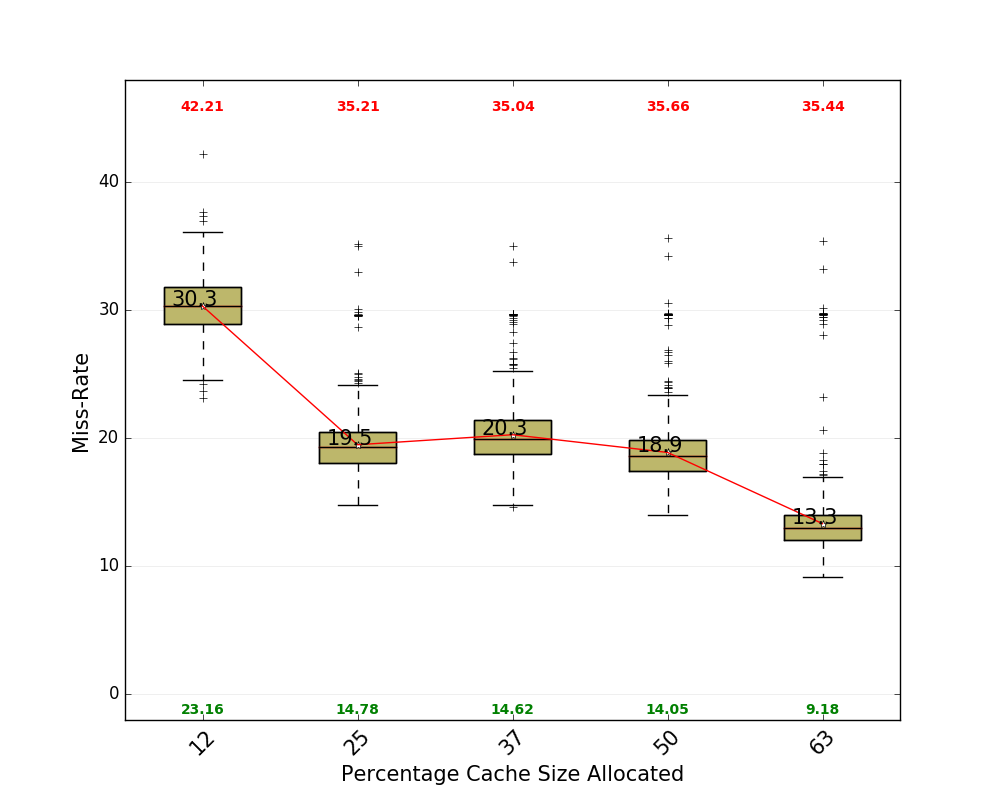 42.21 35.21 35.04 35.66 35.44
40
30
20
10
0
30.3
19.5
20.3
18.9
13.3
Miss-Rate
23.16 14.78 14.62 14.05 9.18
12 25 37 50 63
Percentage Cache Size Allocated